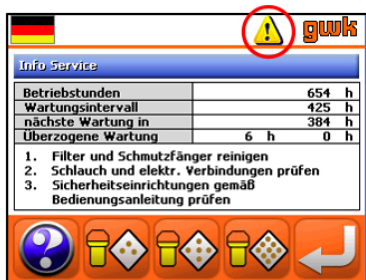 gwk
Info Service
Betriebstunden 654 h
Wartungsintervall 425 h
nächste Wartung in 384 h
Überzogene Wartung 6 h 0 h
1. Filter und Schmutzfänger reinigen
2. Schlauch und elektr. Verbindungen prüfen
3. Sicherheitseinrichtungen gemäß
Bedienungsanleitung prüfen